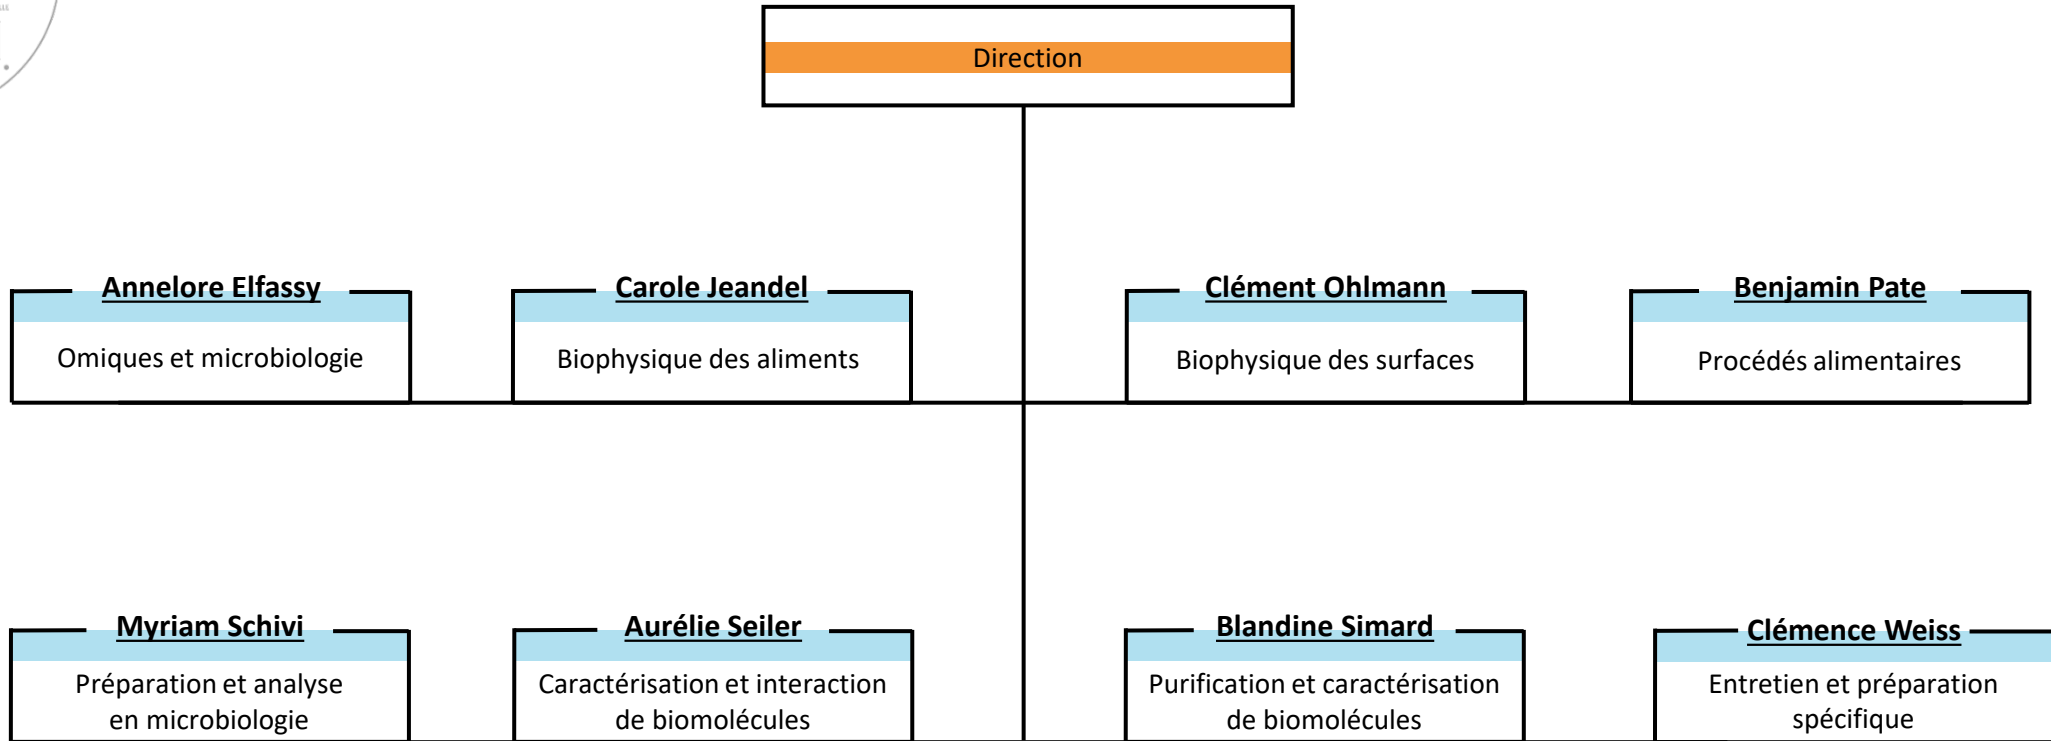 Direction
Annelore Elfassy
Omiques et microbiologie
Carole Jeandel
Biophysique des aliments
Clément Ohlmann
Biophysique des surfaces
Benjamin Pate
Procédés alimentaires
Myriam Schivi
Préparation et analyse
en microbiologie
Aurélie Seiler
Caractérisation et interaction
de biomolécules
Blandine Simard
Purification et caractérisation
de biomolécules
Clémence Weiss
Entretien et préparation
spécifique